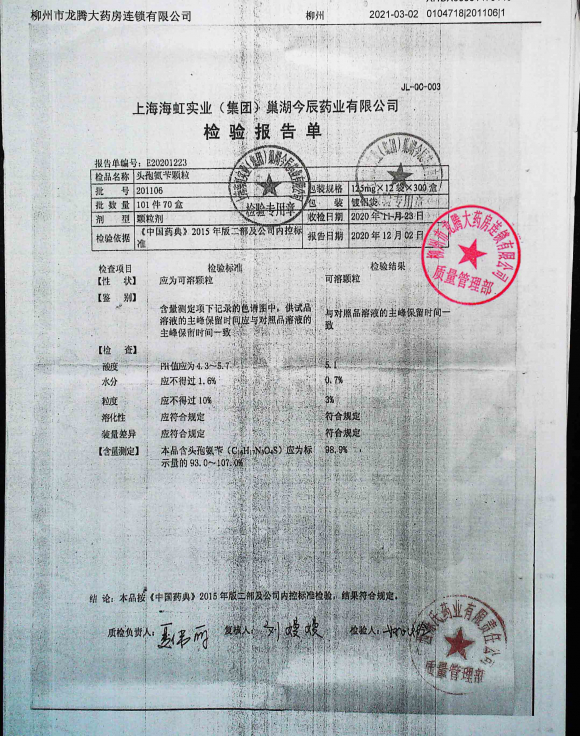 柳州市龙腾大药房连锁有限公司 柳州 2021-03-02 0104718|201106|1
JL-QC-003
上海海虹实业（集团）巢湖今辰药业有限公司
检验报告单
报告单编号：E20201223
检品名称 头孢氨苄颗粒 包装规格 125mg×12袋×300盒
批号 201106 包装 镀铝袋
批数量 101件70盒 收检日期 2020年11月23日
剂型 颗粒剂 报告日期 2020年12月02日
检验依据 《中国药典》2015年版二部及公司内控标准
检验专用章
检验专用章
柳州市龙腾大药房连锁有限公司
质量管理部
检查项目 检验标准 检验结果
【性 状】 应为可溶颗粒 可溶颗粒
【鉴 别】
含量测定项下记录的色谱图中，供试品 与对照品溶液的主峰保留时间一
溶液的主峰保留时间应与对照品溶液的 致
主峰保留时间一致
【检 查】
酸度 PH值应为4.3~5.7 5.1
水分 应不得过1.6% 0.7%
粒度 应不得过10% 3%
溶化性 应符合规定 符合规定
装量差异 应符合规定 符合规定
【含量测定】 本品含头孢氨苄（C₁₆H₁₇N₃O₄S）应为标 98.9%
示量的93.0~107.0%
结 论：本品按《中国药典》2015年版二部及公司内控标准检验，结果符合规定。
质检负责人： 复核人：刘嫚嫚 检验人：
药业有限责任公司
质量管理部